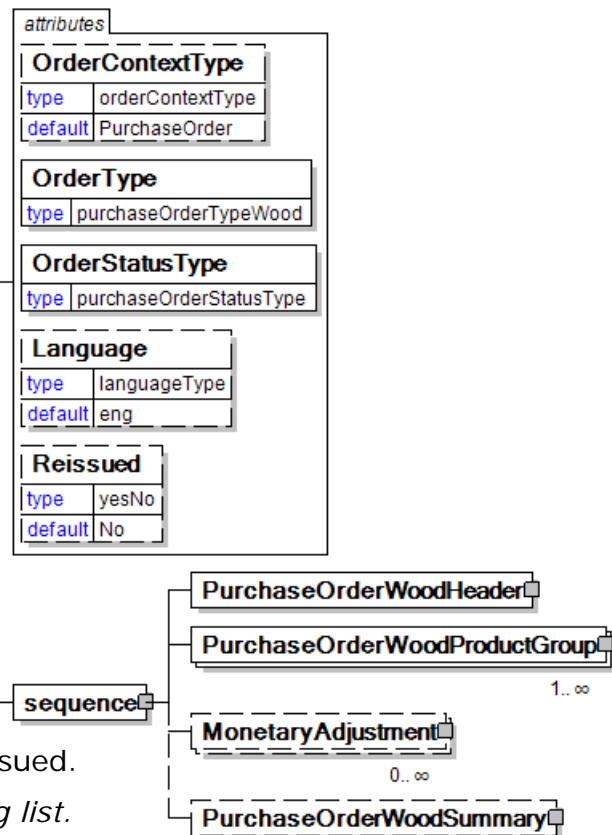 attributes
OrderContextType
type orderContextType
default PurchaseOrder
OrderType
type purchaseOrderTypeWood
OrderStatusType
type purchaseOrderStatusType
Language
type languageType
default eng
Reissued
type yesNo
default No
PurchaseOrderWoodHeader
PurchaseOrderWoodProductGroup
1.. ∞
sequence
MonetaryAdjustment
0.. ∞
sued.
g list.
PurchaseOrderWoodSummary